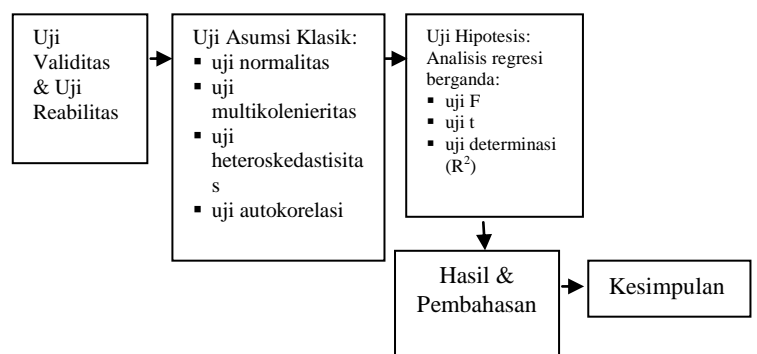 Uji
Validitas
& Uji
Reabilitas
Uji Asumsi Klasik:
▪ uji normalitas
▪ uji
multikolenieritas
▪ uji
heteroskedastisita
s
▪ uji autokorelasi
Uji Hipotesis:
Analisis regresi
berganda:
▪ uji F
▪ uji t
▪ uji determinasi
(R²)
Hasil &
Pembahasan
Kesimpulan